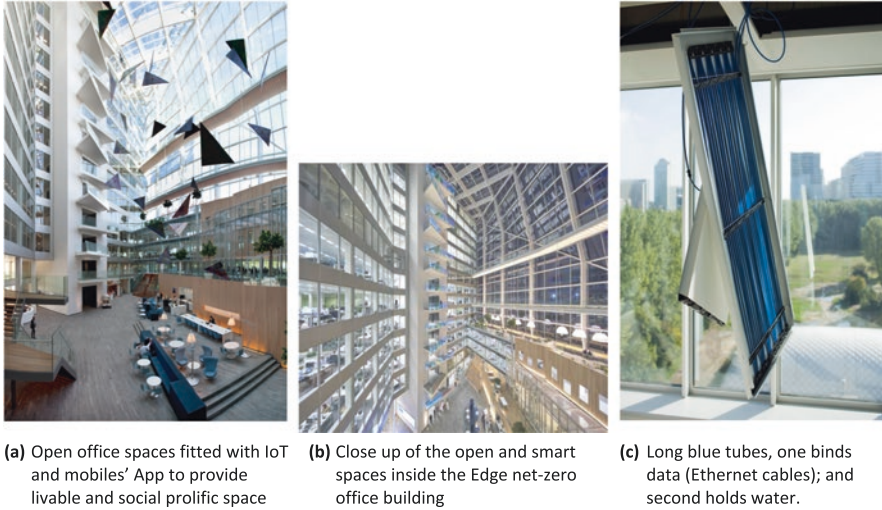 (a) Open office spaces fitted with IoT
and mobiles' App to provide
livable and social prolific space
(b) Close up of the open and smart
spaces inside the Edge net-zero
office building
(c) Long blue tubes, one binds
data (Ethernet cables); and
second holds water.